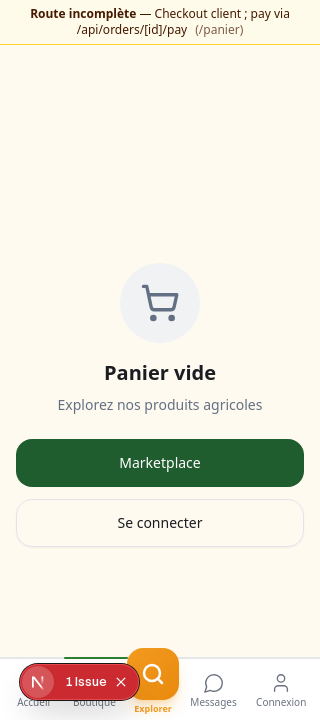 Route incomplète — Checkout client ; pay via
/api/orders/[id]/pay (/panier)
Panier vide
Explorez nos produits agricoles
Marketplace
Se connecter
1 Issue
Accueil
Boutique
Explorer
Messages
Connexion